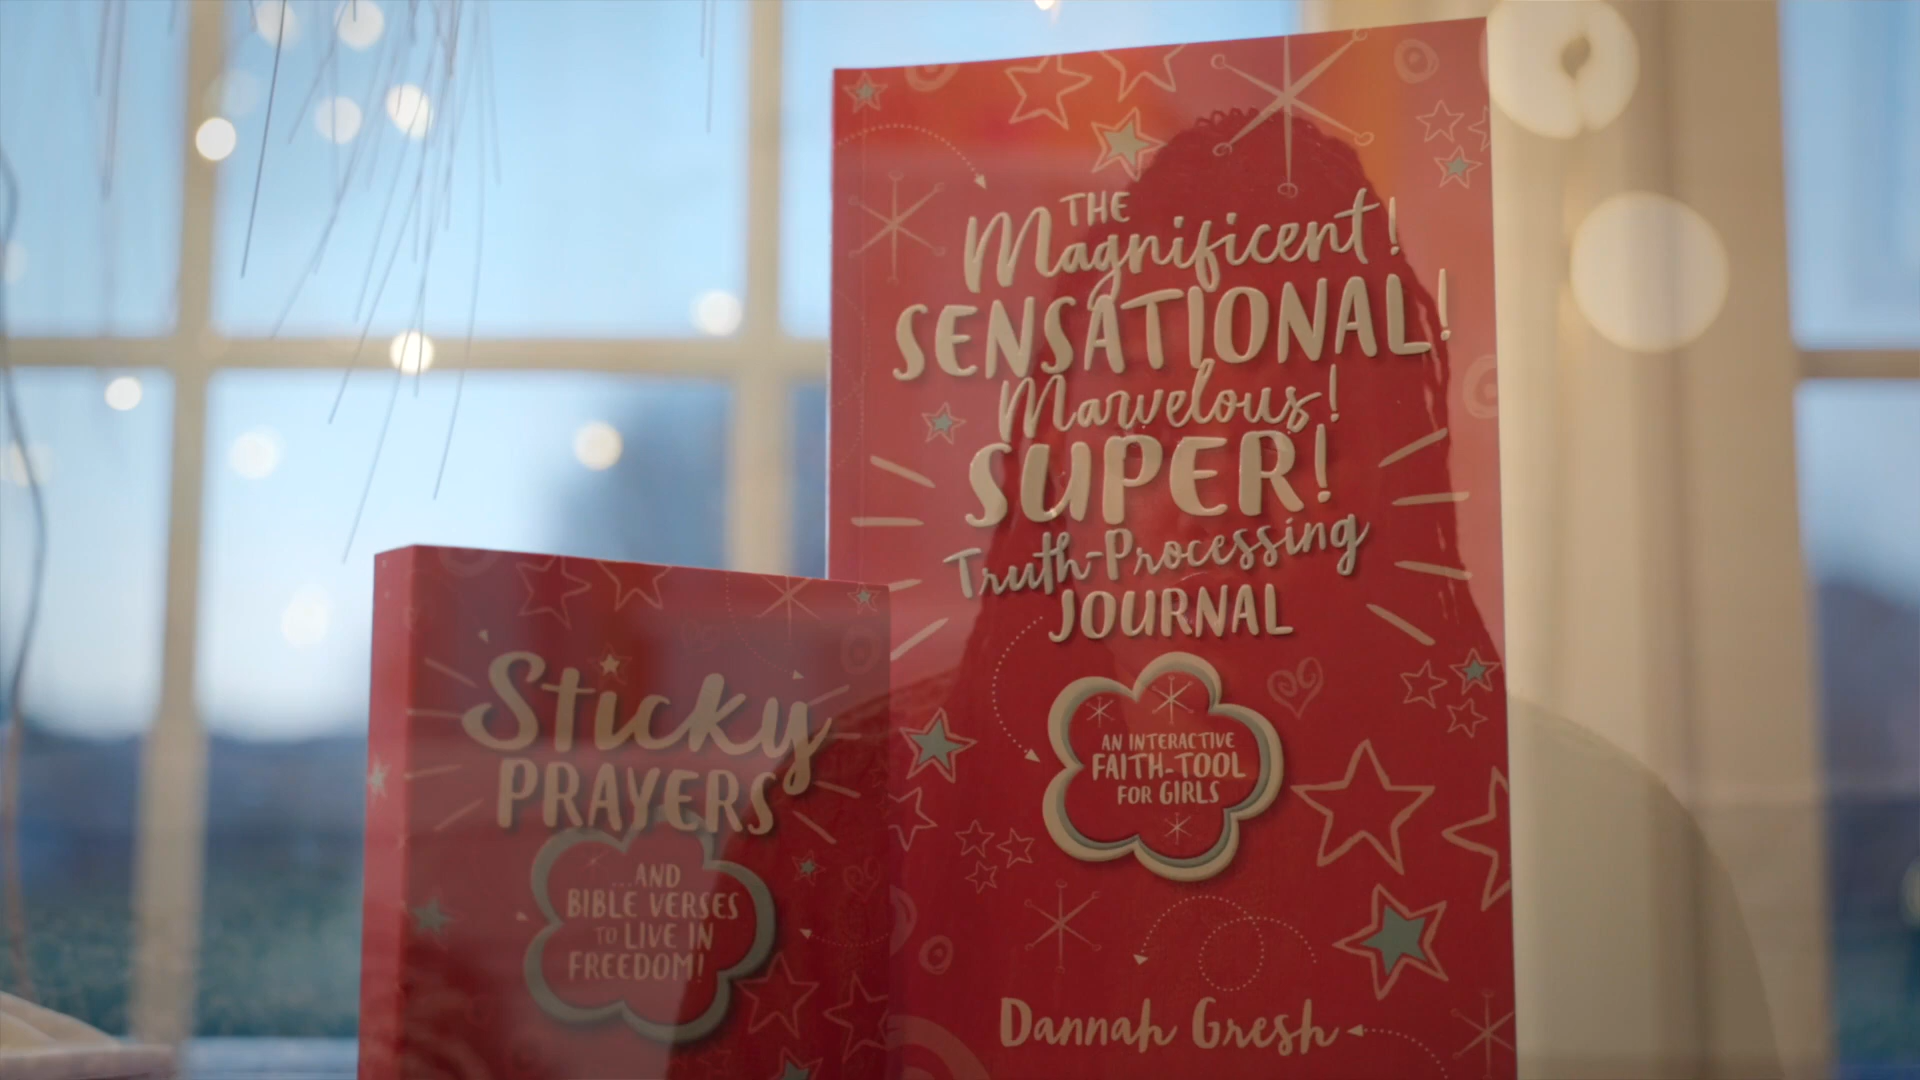 THE
Magnificent!
SENSATIONAL!
Marvelous!
SUPER!
Truth-Processing
JOURNAL
AN INTERACTIVE
FAITH-TOOL
FOR GIRLS
Dannah Gresh
Sticky
PRAYERS
...AND
BIBLE VERSES
TO LIVE IN
FREEDOM!